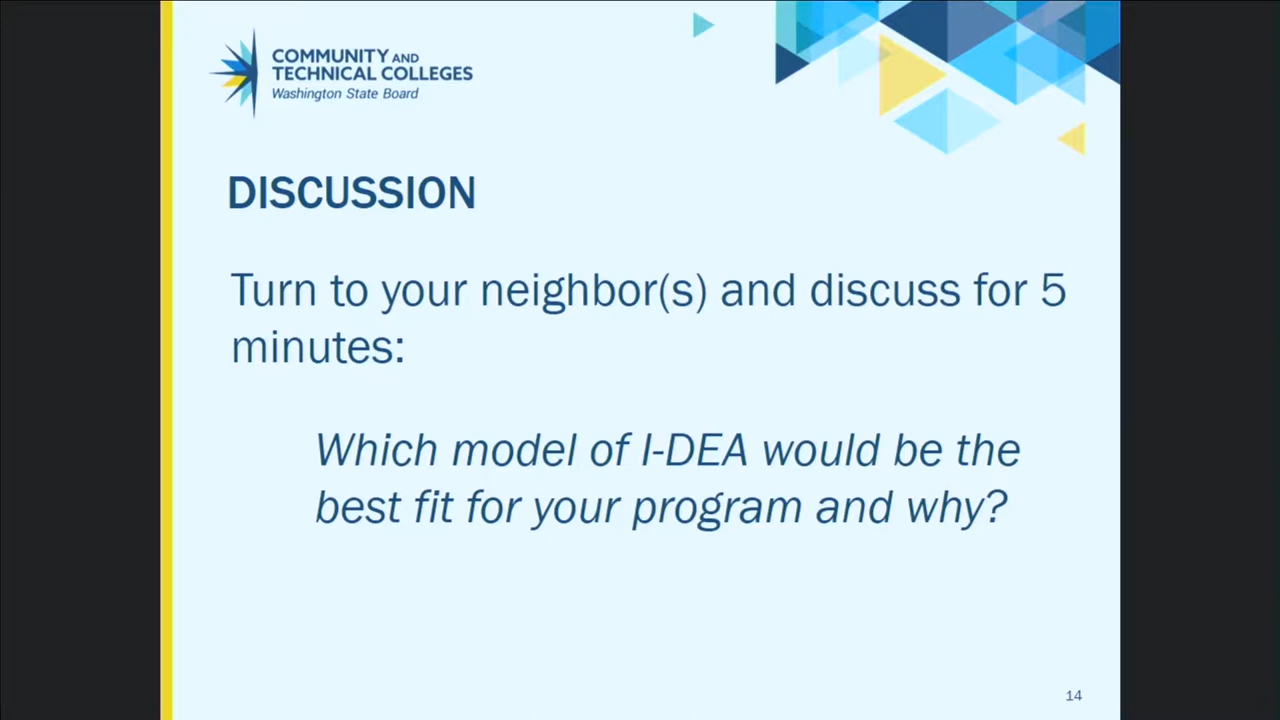 COMMUNITY AND
TECHNICAL COLLEGES
Washington State Board
DISCUSSION
Turn to your neighbor(s) and discuss for 5
minutes:
Which model of I-DEA would be the
best fit for your program and why?
14